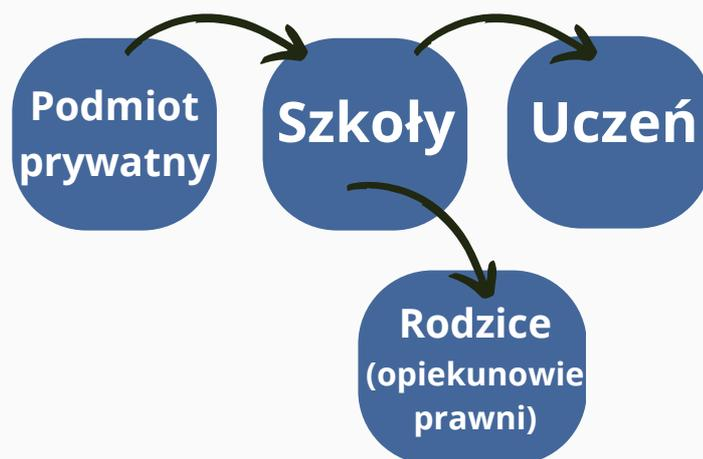 Podmiot
prywatny
Szkoły
Uczeń
Rodzice
(opiekunowie
prawni)